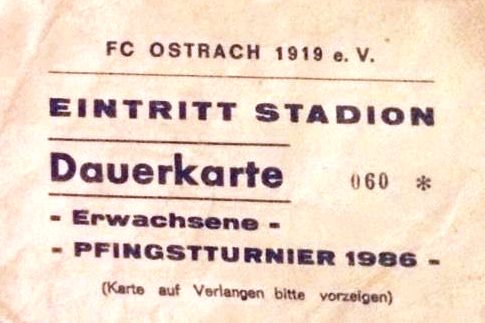 FC OSTRACH 1919 e. V.
EINTRITT STADION
Dauerkarte 060 *
- Erwachsene -
- PFINGSTTURNIER 1986 -
(Karte auf Verlangen bitte vorzeigen)